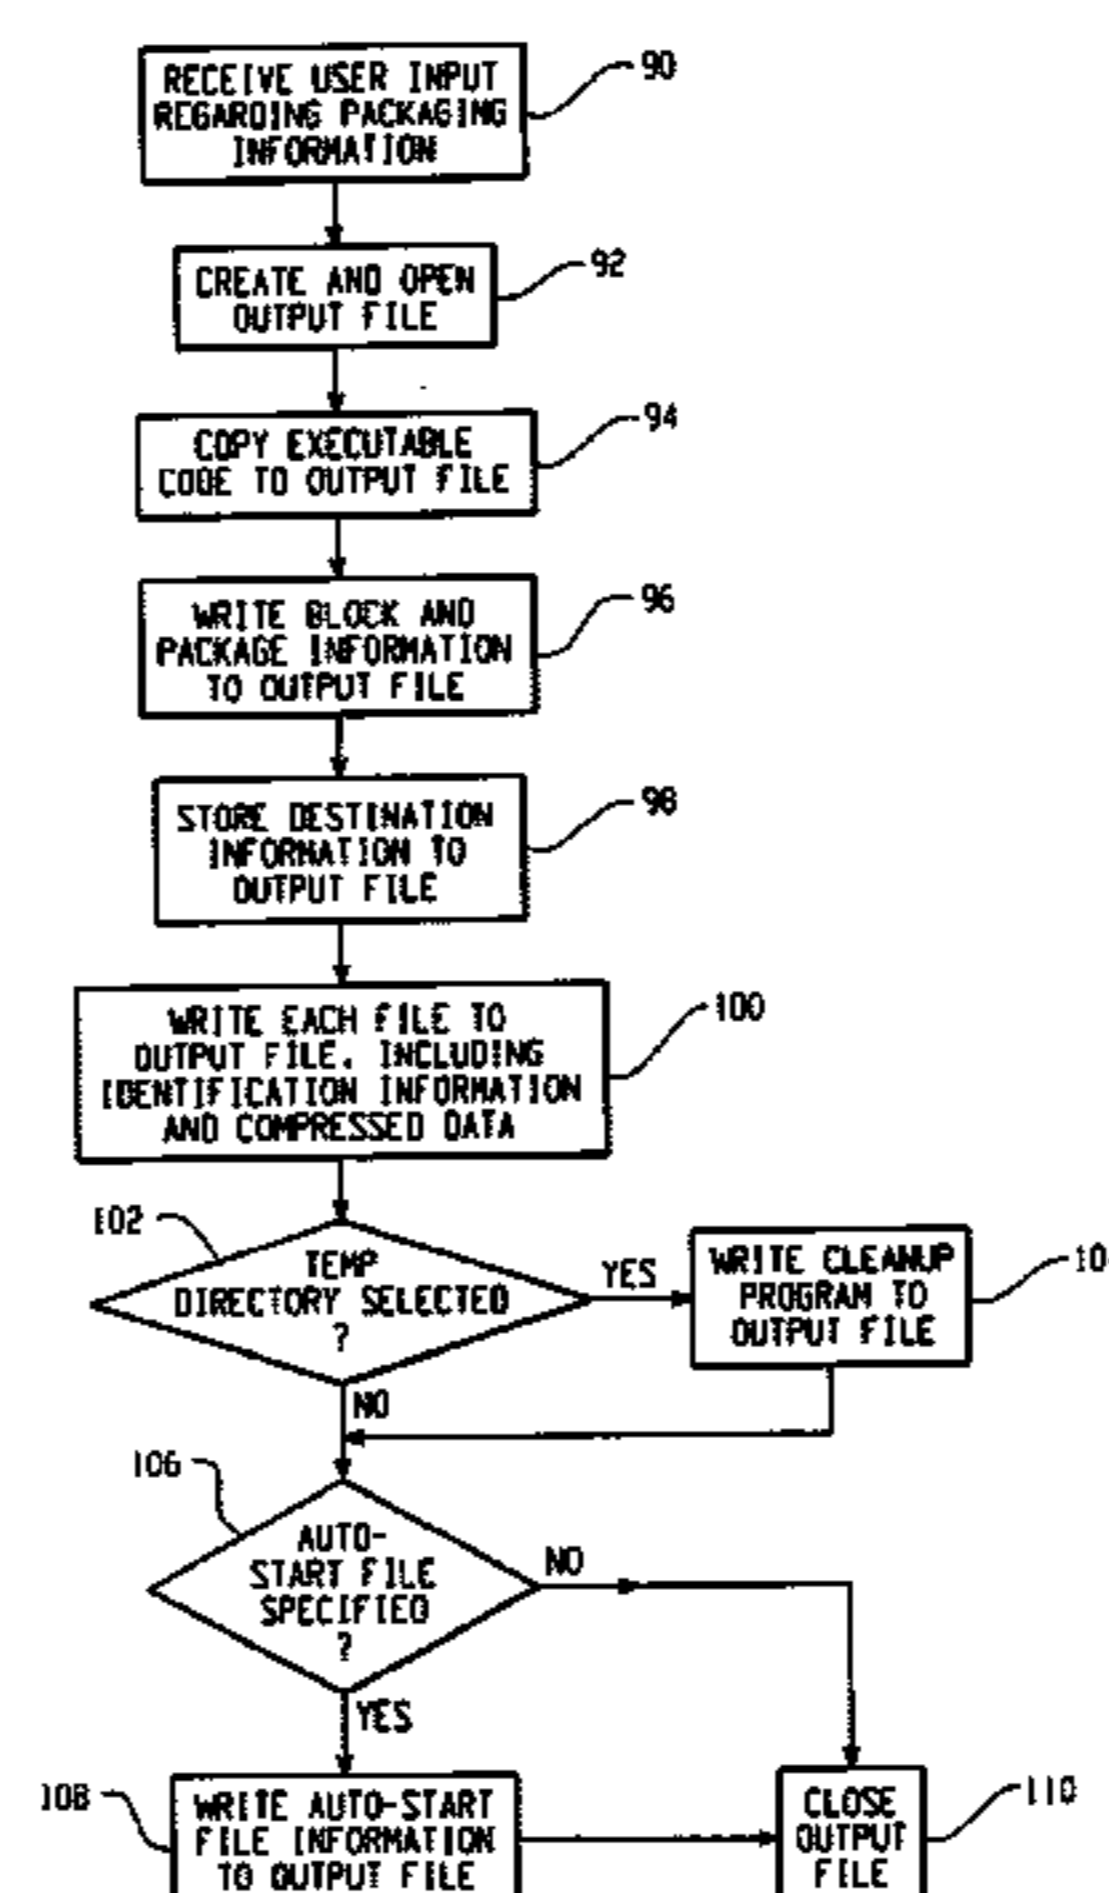 RECEIVE USER INPUT
REGARDING PACKAGING
INFORMATION
90
CREATE AND OPEN
OUTPUT FILE
92
COPY EXECUTABLE
CODE TO OUTPUT FILE
94
WRITE BLOCK AND
PACKAGE INFORMATION
TO OUTPUT FILE
96
STORE DESTINATION
INFORMATION TO
OUTPUT FILE
98
WRITE EACH FILE TO
OUTPUT FILE, INCLUDING
IDENTIFICATION INFORMATION
AND COMPRESSED DATA
100
102
TEMP
DIRECTORY SELECTED
?
YES
WRITE CLEANUP
PROGRAM TO
OUTPUT FILE
NO
106
AUTO-
START FILE
SPECIFIED
?
NO
YES
108
WRITE AUTO-START
FILE INFORMATION
TO OUTPUT FILE
CLOSE
OUTPUT
FILE
110